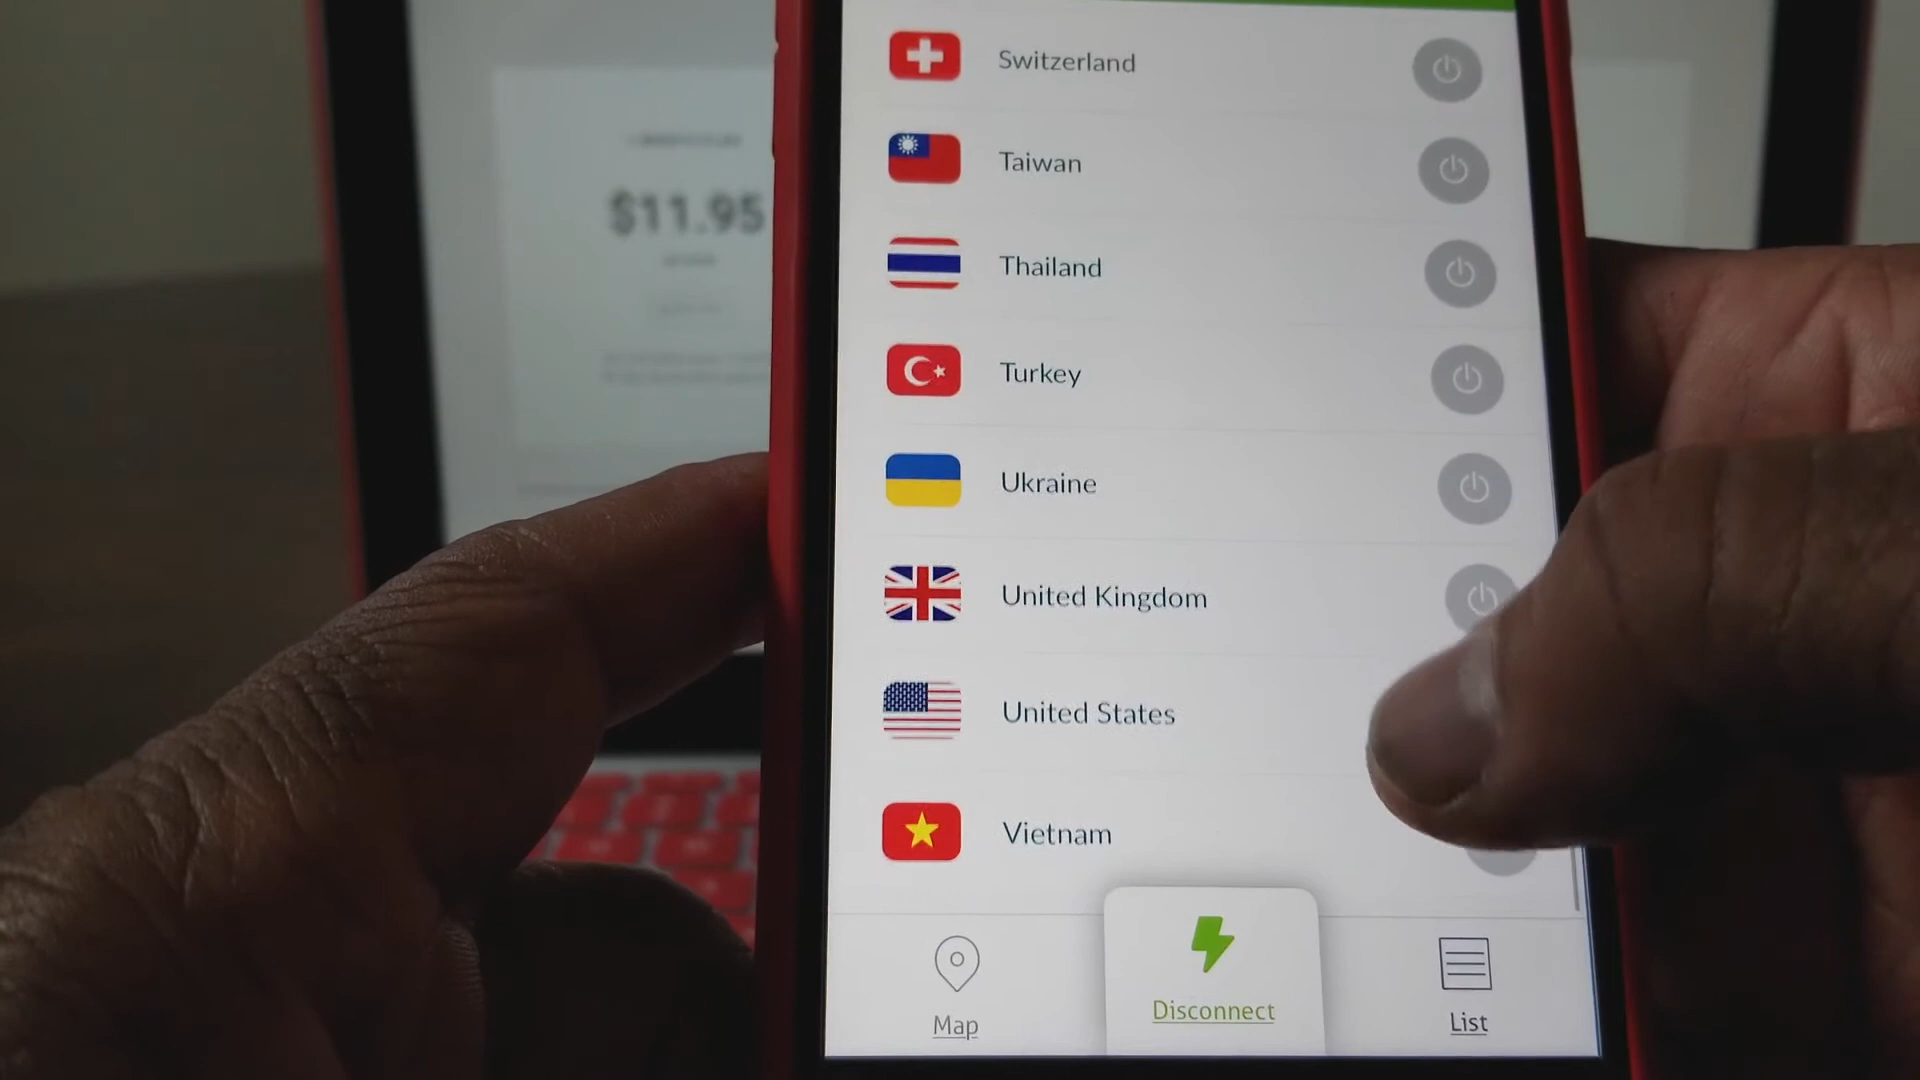 $11.95
Switzerland
Taiwan
Thailand
Turkey
Ukraine
United Kingdom
United States
Vietnam
Map
Disconnect
List